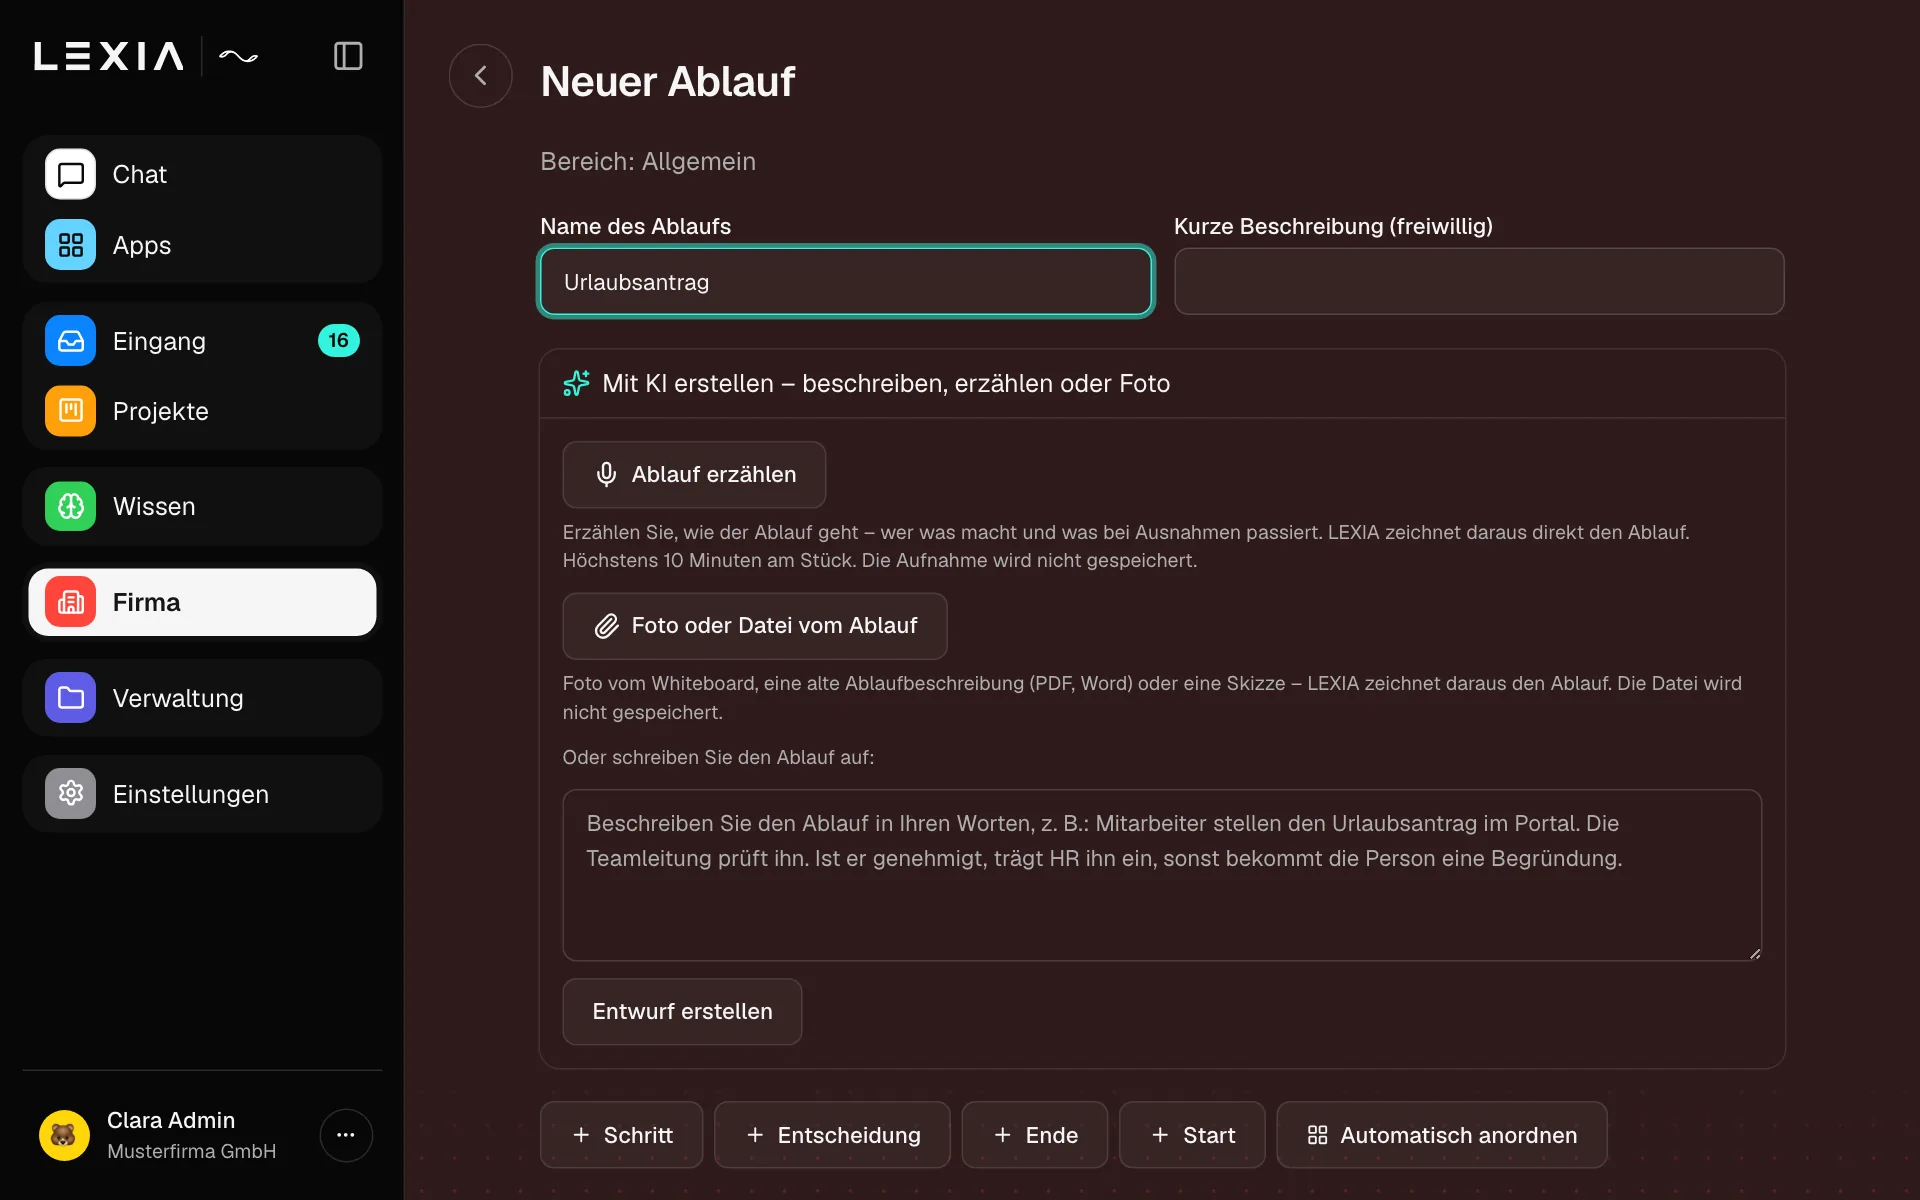 LEXIA
Chat
Apps
Eingang 16
Projekte
Wissen
Firma
Verwaltung
Einstellungen
Clara Admin
Musterfirma GmbH
Neuer Ablauf
Bereich: Allgemein
Name des Ablaufs
Urlaubsantrag
Kurze Beschreibung (freiwillig)
Mit KI erstellen – beschreiben, erzählen oder Foto
Ablauf erzählen
Erzählen Sie, wie der Ablauf geht – wer was macht und was bei Ausnahmen passiert. LEXIA zeichnet daraus direkt den Ablauf.
Höchstens 10 Minuten am Stück. Die Aufnahme wird nicht gespeichert.
Foto oder Datei vom Ablauf
Foto vom Whiteboard, eine alte Ablaufbeschreibung (PDF, Word) oder eine Skizze – LEXIA zeichnet daraus den Ablauf. Die Datei wird
nicht gespeichert.
Oder schreiben Sie den Ablauf auf:
Beschreiben Sie den Ablauf in Ihren Worten, z. B.: Mitarbeiter stellen den Urlaubsantrag im Portal. Die
Teamleitung prüft ihn. Ist er genehmigt, trägt HR ihn ein, sonst bekommt die Person eine Begründung.
Entwurf erstellen
+ Schritt
+ Entscheidung
+ Ende
+ Start
Automatisch anordnen